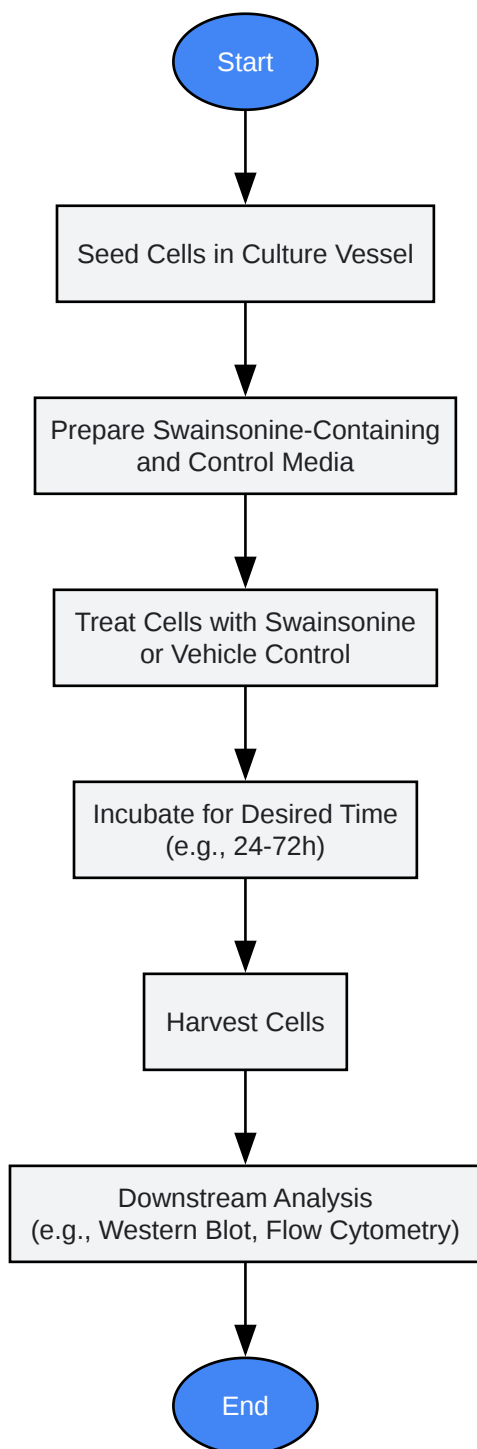 Start
Seed Cells in Culture Vessel
Prepare Swainsonine-Containing
and Control Media
Treat Cells with Swainsonine
or Vehicle Control
Incubate for Desired Time
(e.g., 24-72h)
Harvest Cells
Downstream Analysis
(e.g., Western Blot, Flow Cytometry)
End